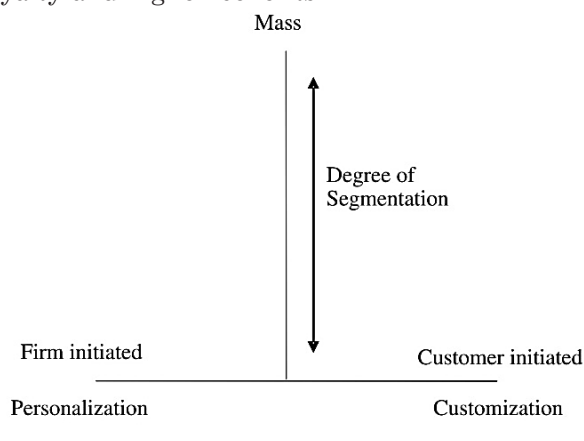 Mass
Degree of
Segmentation
Firm initiated
Customer initiated
Personalization
Customization